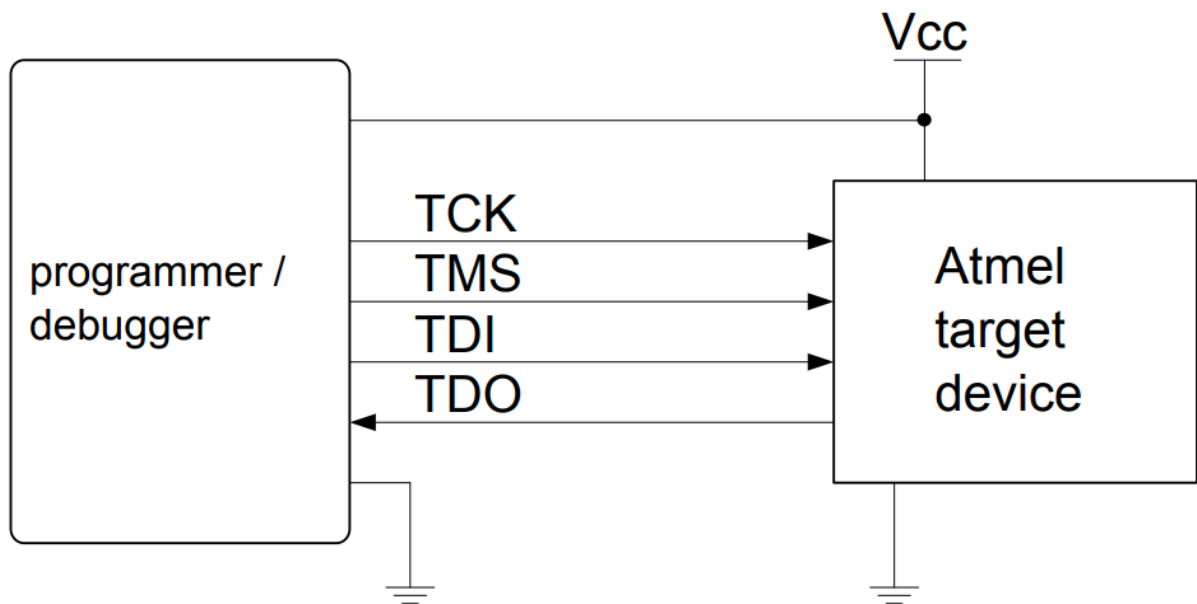 Vcc
TCK
TMS
TDI
TDO
programmer /
debugger
Atmel
target
device